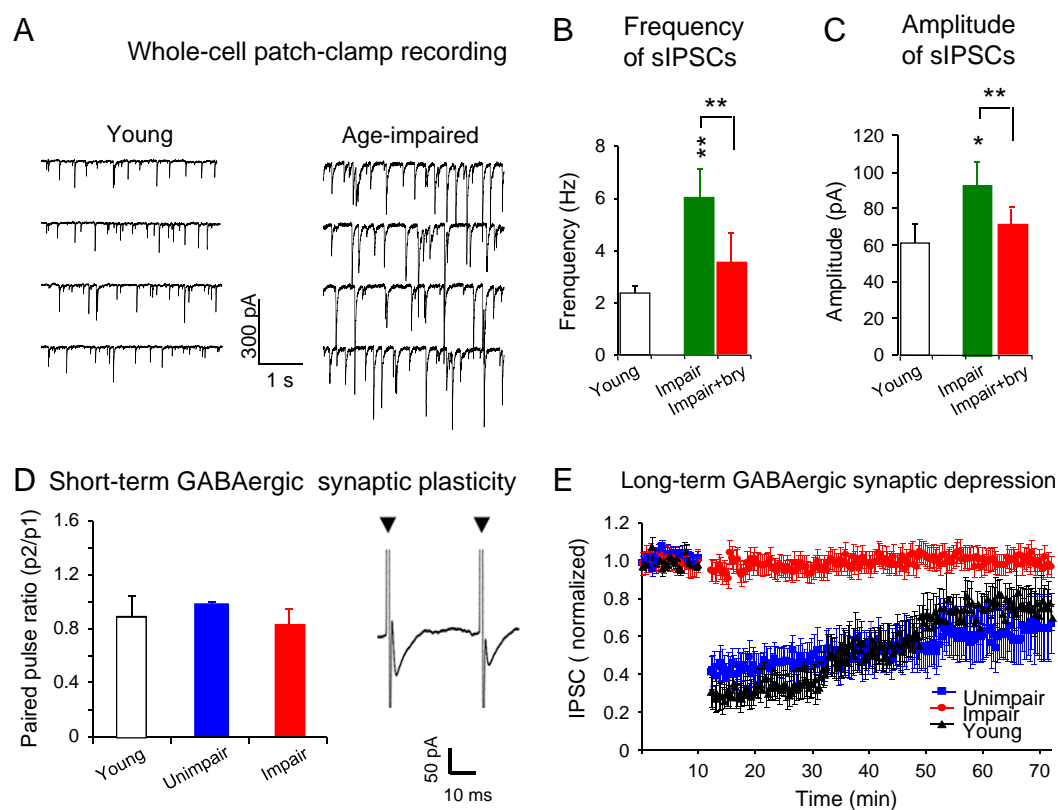 A
Whole-cell patch-clamp recording
Young
Age-impaired
300 pA
1 s
B
Frequency
of sIPSCs
**
**
Frenquency (Hz)
8
6
4
2
0
Young
Impair
Impair+bry
C
Amplitude
of sIPSCs
**
*
Amplitude (pA)
120
100
80
60
40
20
0
Young
Impair
Impair+bry
D Short-term GABAergic synaptic plasticity
Paired pulse ratio (p2/p1)
1.6
1.2
0.8
0.4
0
Young
Unimpair
Impair
50 pA
10 ms
E Long-term GABAergic synaptic depression
IPSC ( normalized)
1.2
1.0
0.8
0.6
0.4
0.2
0
Unimpair
Impair
Young
10 20 30 40 50 60 70
Time (min)